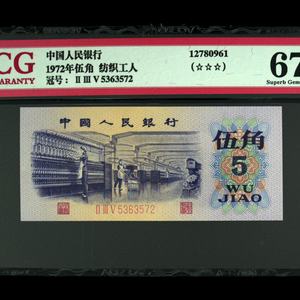 CG
WARRANTY
中国人民银行
1972年伍角 纺织工人
冠号: ⅡⅢⅤ5363572
12780961
(☆☆☆)
67
Superb Gem
中国人民银行
伍角
5
WU
JIAO
ⅡⅢⅤ5363572